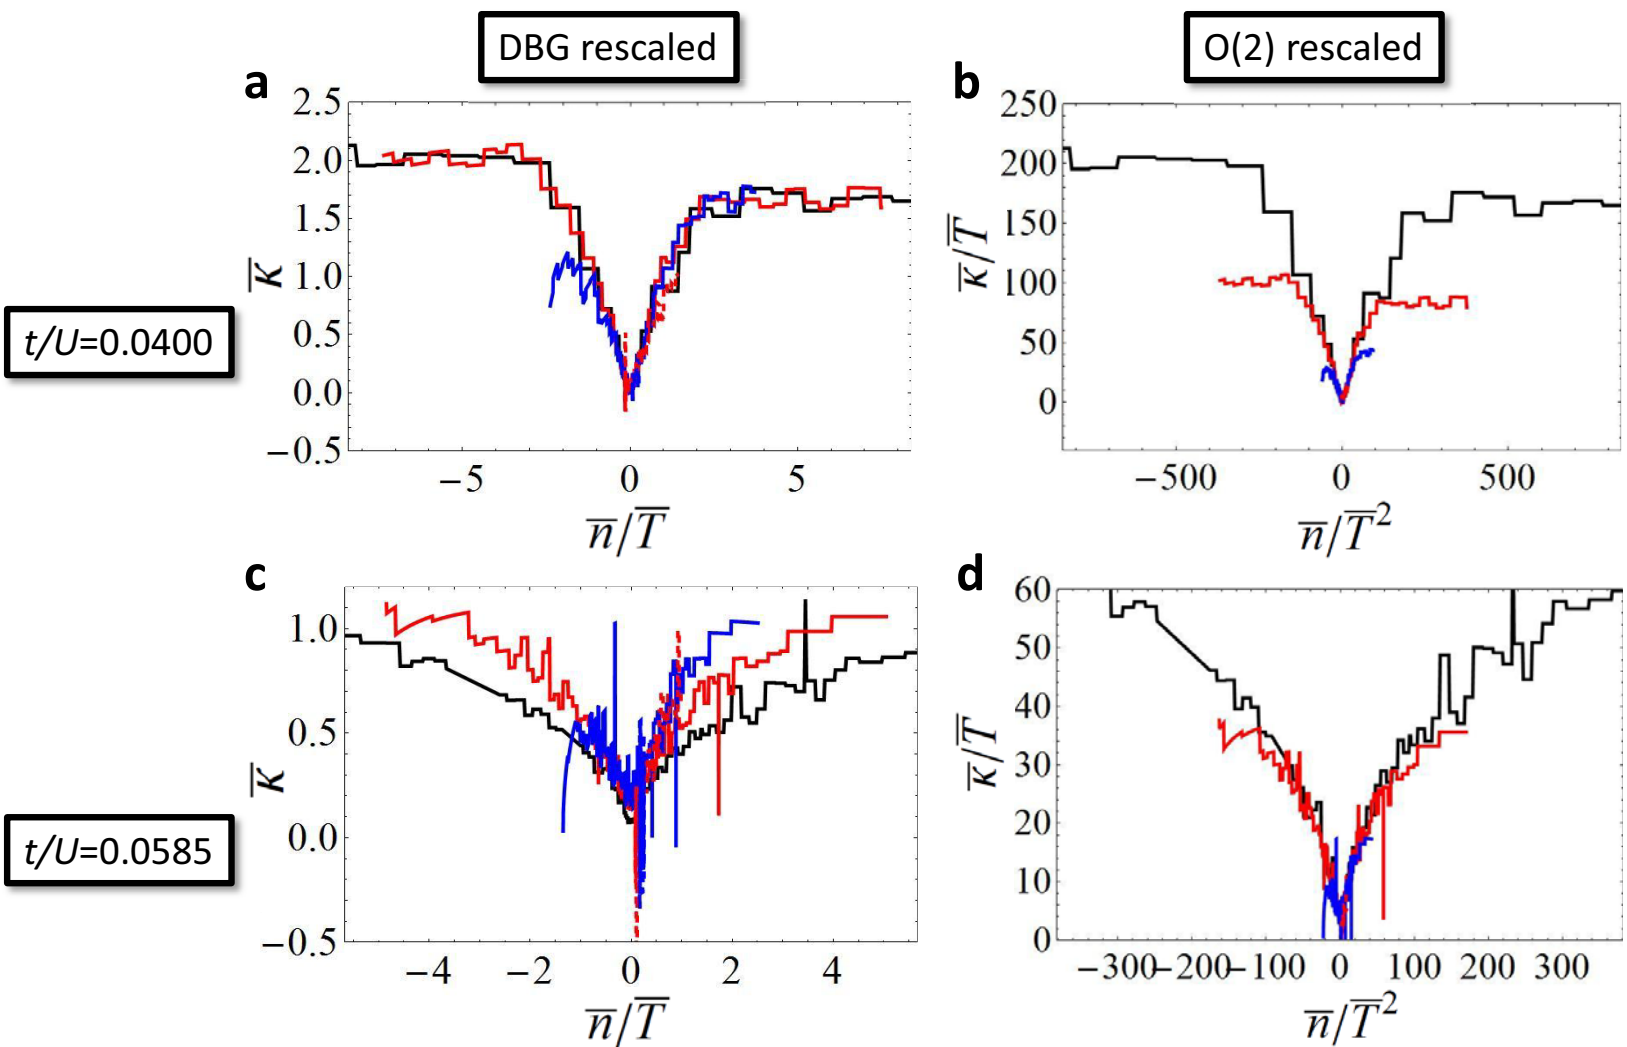 DBG rescaled
O(2) rescaled
a
b
2.5
2.0
1.5
1.0
0.5
0.0
−0.5
κ̅
−5
0
5
n̅/T̅
250
200
150
100
50
0
κ̅/T̅
−500
0
500
n̅/T̅²
t/U=0.0400
c
d
1.0
0.5
0.0
−0.5
κ̅
−4
−2
0
2
4
n̅/T̅
60
50
40
30
20
10
0
κ̅/T̅
−300
−200
−100
0
100
200
300
n̅/T̅²
t/U=0.0585